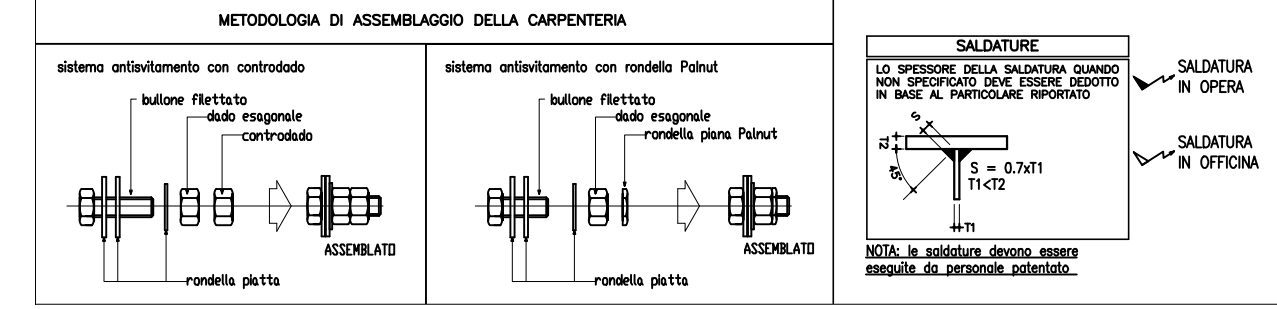 METODOLOGIA DI ASSEMBLAGGIO DELLA CARPENTERIA
sistema antisvitamento con controdado
bullone filettato
dado esagonale
controdado
ASSEMBLATO
rondella piatta
sistema antisvitamento con rondella Palnut
bullone filettato
dado esagonale
rondella piana Palnut
ASSEMBLATO
rondella piatta
SALDATURE
LO SPESSORE DELLA SALDATURA QUANDO
NON SPECIFICATO DEVE ESSERE DEDOTTO
IN BASE AL PARTICOLARE RIPORTATO
S
T2
45°
S = 0.7xT1
T1<T2
T1
NOTA: le saldature devono essere
eseguite da personale patentato
SALDATURA
IN OPERA
SALDATURA
IN OFFICINA